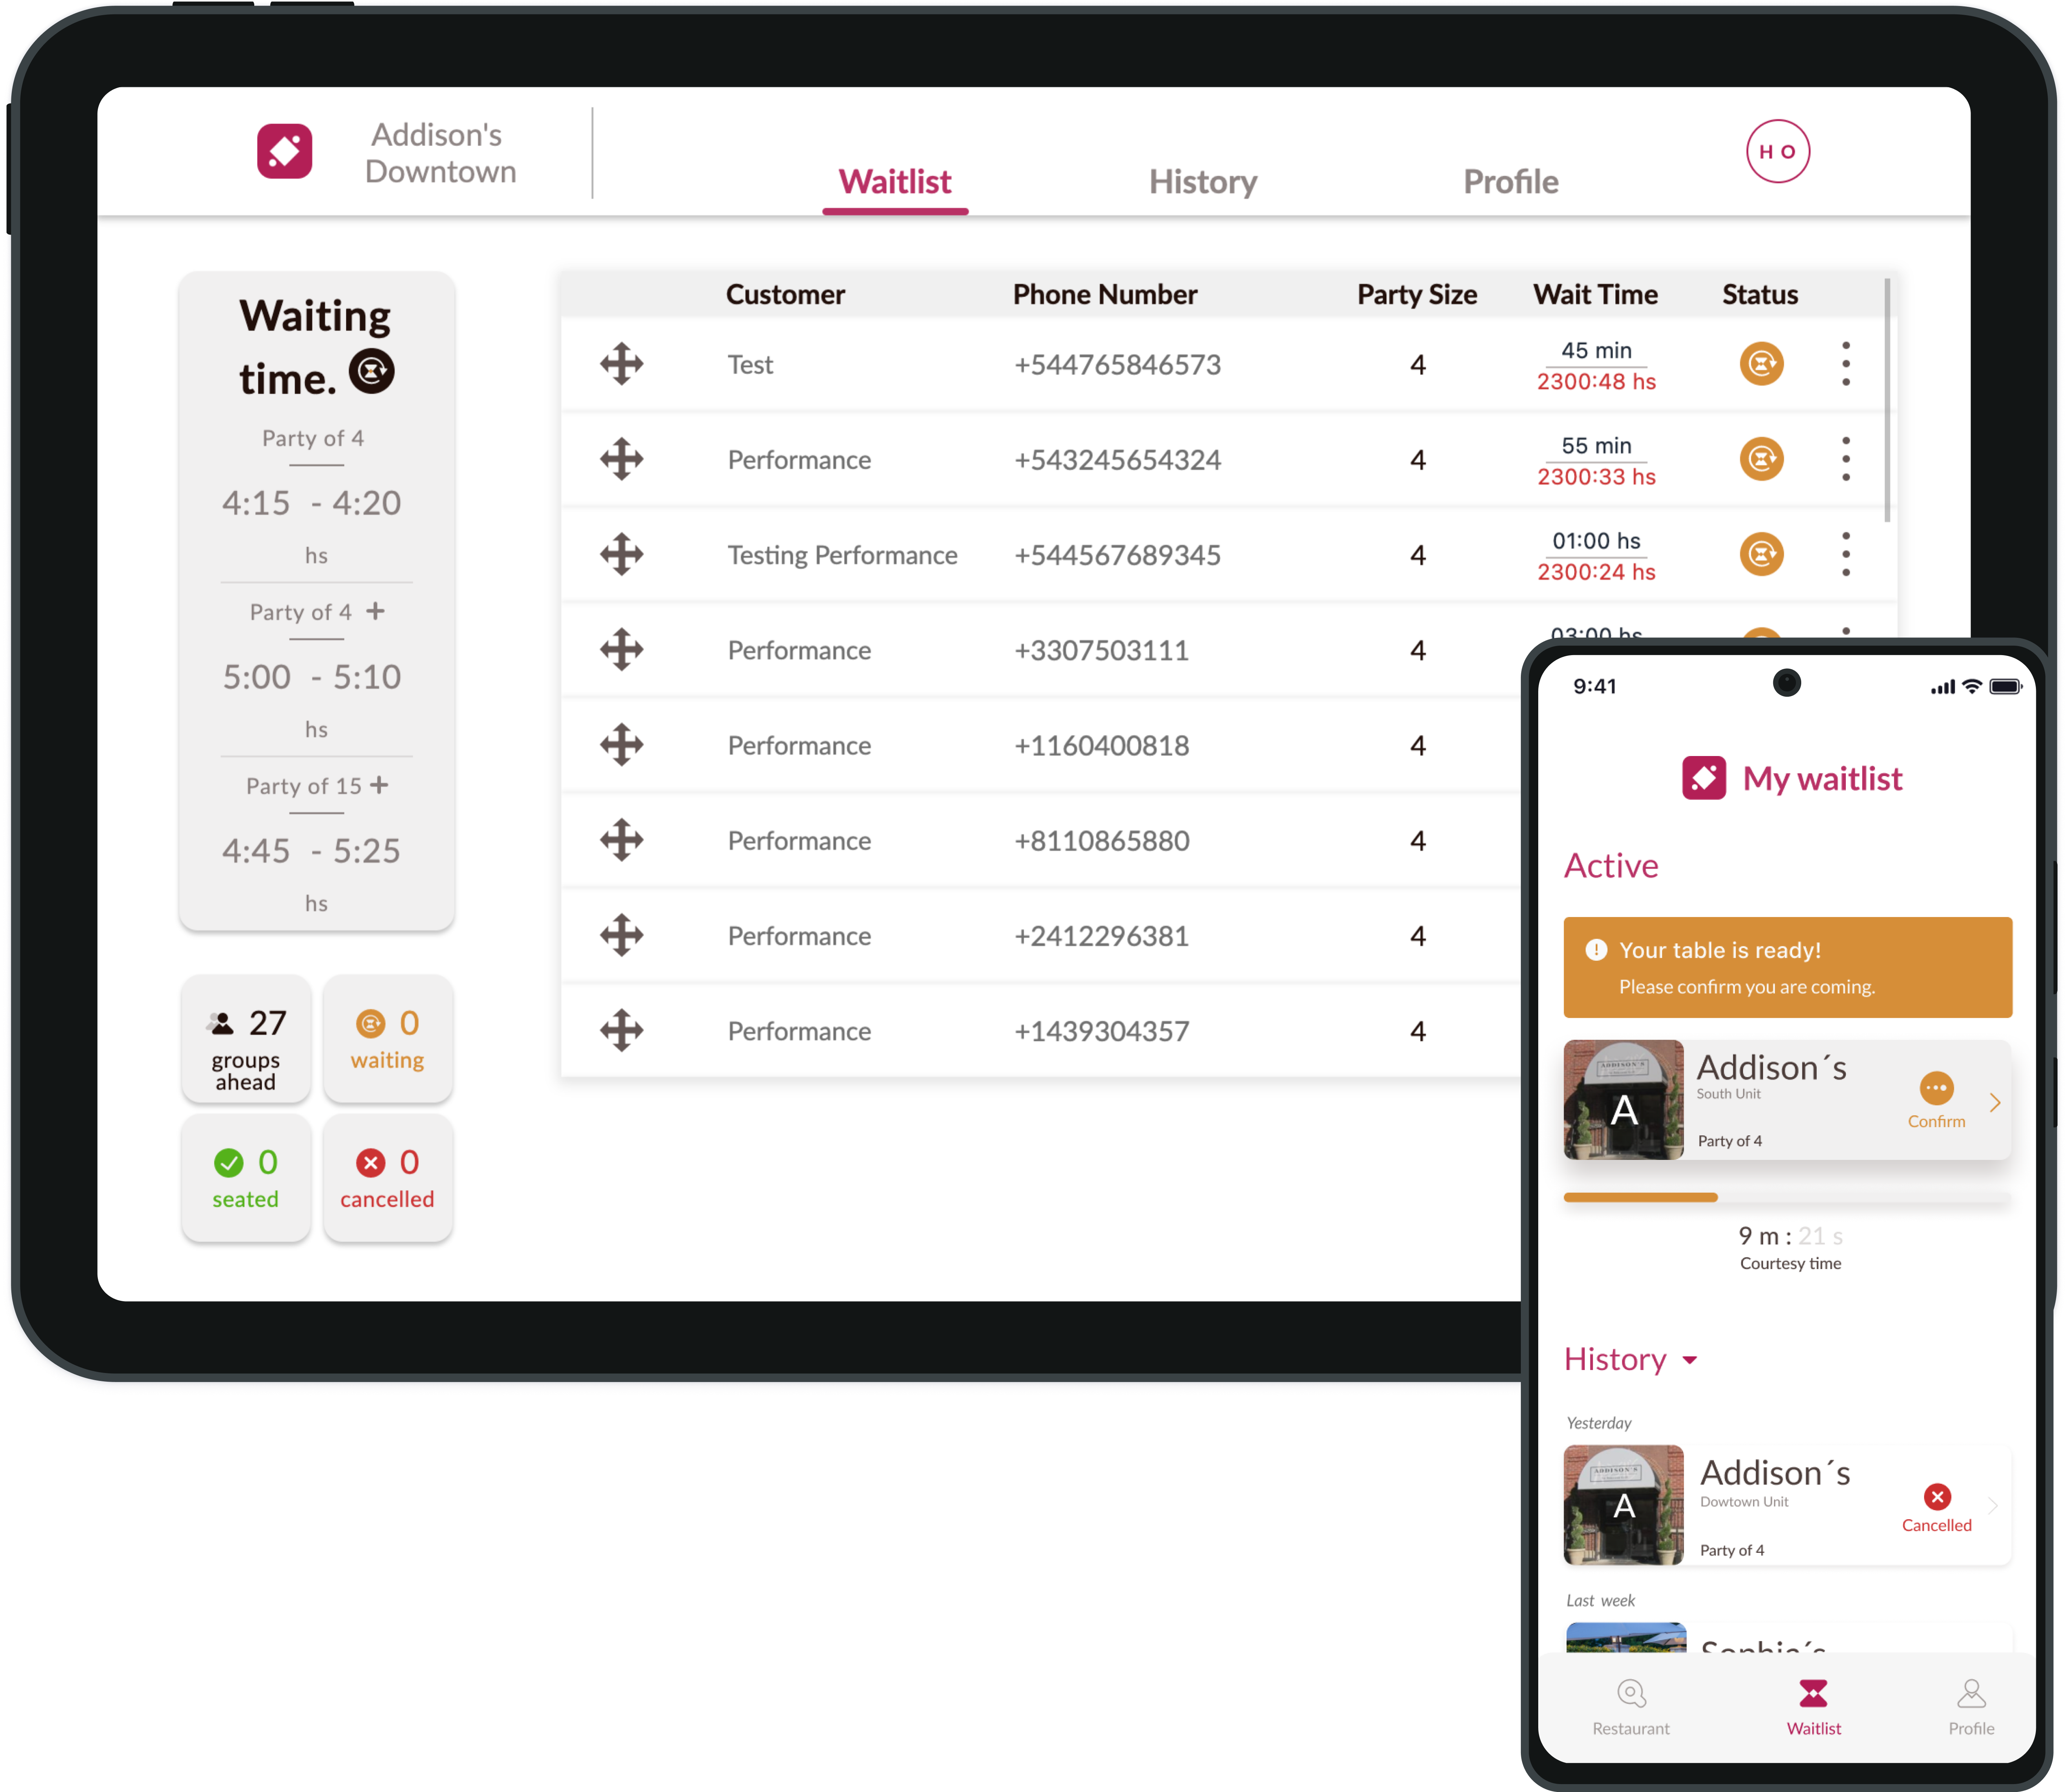 Addison's
Downtown
Waitlist
History
Profile
H O
Waiting
time.
Party of 4
4:15 - 4:20
hs
Party of 4 +
5:00 - 5:10
hs
Party of 15 +
4:45 - 5:25
hs
27
groups
ahead
0
waiting
0
seated
0
cancelled
Customer Phone Number Party Size Wait Time Status
Test +544765846573 4 45 min
2300:48 hs
Performance +543245654324 4 55 min
2300:33 hs
Testing Performance +544567689345 4 01:00 hs
2300:24 hs
Performance +3307503111 4 03:00 hs
Performance +1160400818 4
Performance +8110865880 4
Performance +2412296381 4
Performance +1439304357 4
9:41
My waitlist
Active
Your table is ready!
Please confirm you are coming.
ADDISON'S
A
Addison´s
South Unit
Party of 4
Confirm
9 m : 21 s
Courtesy time
History
Yesterday
ADDISON'S
A
Addison´s
Dowtown Unit
Party of 4
Cancelled
Last week
Sophie´s
Restaurant
Waitlist
Profile